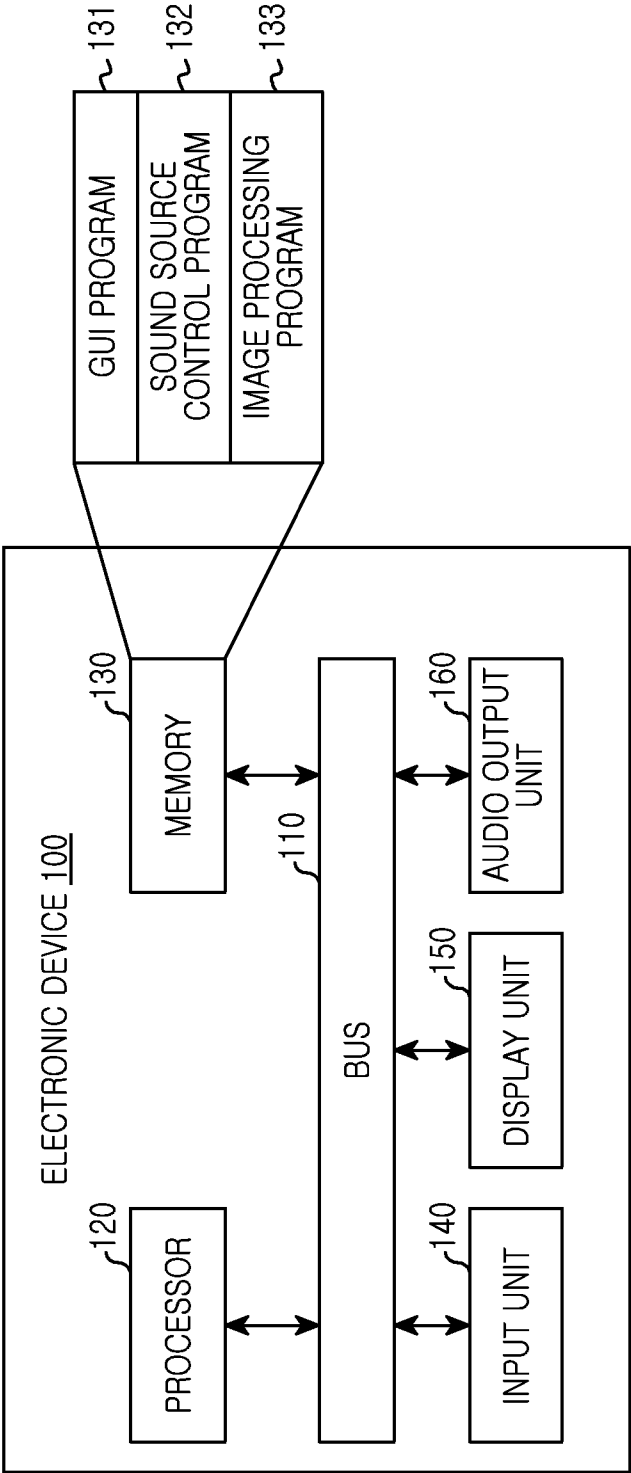 ELECTRONIC DEVICE 100
120
PROCESSOR
130
MEMORY
GUI PROGRAM
131
SOUND SOURCE
CONTROL PROGRAM
132
IMAGE PROCESSING
PROGRAM
133
110
BUS
140
INPUT UNIT
150
DISPLAY UNIT
160
AUDIO OUTPUT
UNIT